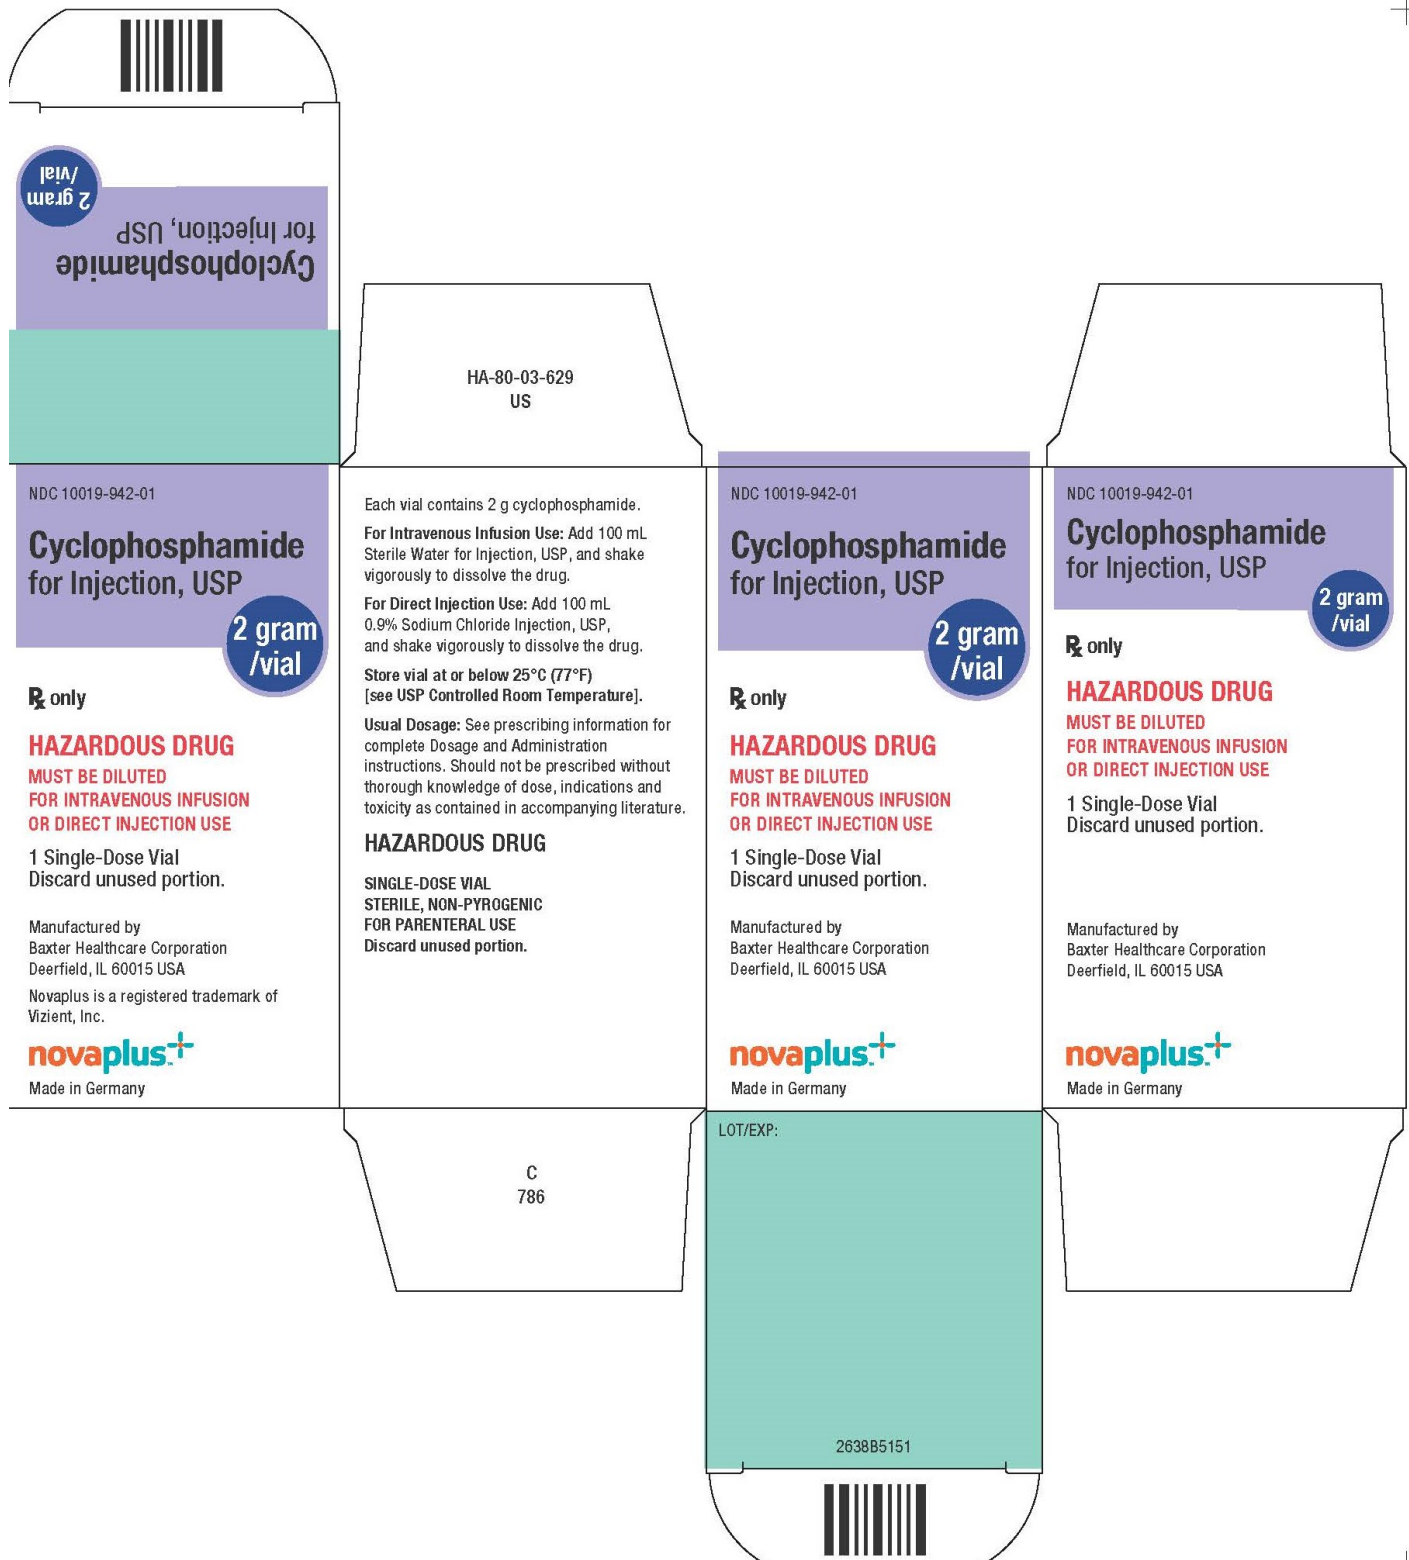 2 gram
/vial
Cyclophosphamide
for Injection, USP
HA-80-03-629
US
NDC 10019-942-01
Cyclophosphamide
for Injection, USP
2 gram
/vial
Rx only
HAZARDOUS DRUG
MUST BE DILUTED
FOR INTRAVENOUS INFUSION
OR DIRECT INJECTION USE
1 Single-Dose Vial
Discard unused portion.
Manufactured by
Baxter Healthcare Corporation
Deerfield, IL 60015 USA
Novaplus is a registered trademark of
Vizient, Inc.
novaplus™
Made in Germany
Each vial contains 2 g cyclophosphamide.
For Intravenous Infusion Use: Add 100 mL
Sterile Water for Injection, USP, and shake
vigorously to dissolve the drug.
For Direct Injection Use: Add 100 mL
0.9% Sodium Chloride Injection, USP,
and shake vigorously to dissolve the drug.
Store vial at or below 25°C (77°F)
[see USP Controlled Room Temperature].
Usual Dosage: See prescribing information for
complete Dosage and Administration
instructions. Should not be prescribed without
thorough knowledge of dose, indications and
toxicity as contained in accompanying literature.
HAZARDOUS DRUG
SINGLE-DOSE VIAL
STERILE, NON-PYROGENIC
FOR PARENTERAL USE
Discard unused portion.
C
786
NDC 10019-942-01
Cyclophosphamide
for Injection, USP
2 gram
/vial
Rx only
HAZARDOUS DRUG
MUST BE DILUTED
FOR INTRAVENOUS INFUSION
OR DIRECT INJECTION USE
1 Single-Dose Vial
Discard unused portion.
Manufactured by
Baxter Healthcare Corporation
Deerfield, IL 60015 USA
novaplus™
Made in Germany
LOT/EXP:
2638B5151
NDC 10019-942-01
Cyclophosphamide
for Injection, USP
2 gram
/vial
Rx only
HAZARDOUS DRUG
MUST BE DILUTED
FOR INTRAVENOUS INFUSION
OR DIRECT INJECTION USE
1 Single-Dose Vial
Discard unused portion.
Manufactured by
Baxter Healthcare Corporation
Deerfield, IL 60015 USA
novaplus™
Made in Germany